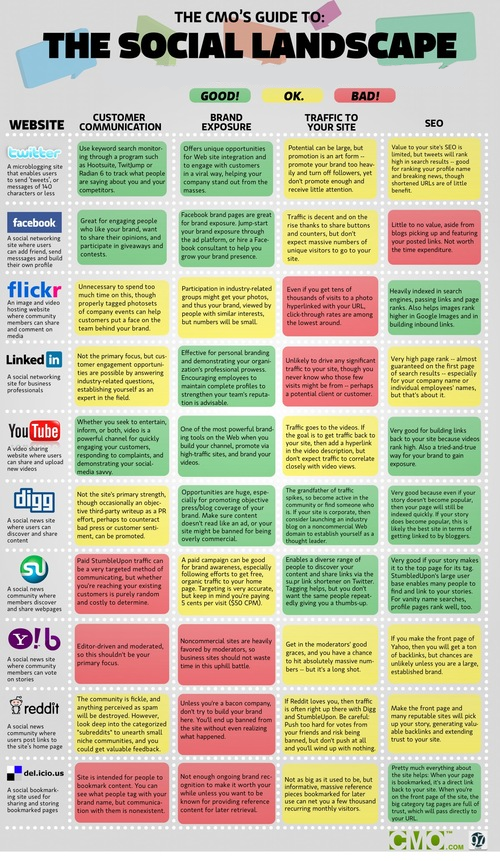 THE CMO'S GUIDE TO:
THE SOCIAL LANDSCAPE
GOOD!
OK.
BAD!
WEBSITE
CUSTOMER
COMMUNICATION
BRAND
EXPOSURE
TRAFFIC TO
YOUR SITE
SEO
twitter
A microblogging site
that enables users
to send "tweets", or
messages of 140
characters or less
Use keyword search monitor-
ing through a program such
as Hootsuite, TwitJump or
Radian 6 to track what people
are saying about you and your
competitors.
Offers unique opportunities
for Web site integration and
to engage with customers
in a viral way, helping your
company stand out from the
masses.
Potential can be large, but
promotion is an art form --
promote your brand too heav-
ily and turn off followers, yet
don't promote enough and
receive little attention.
Value to your site's SEO is
limited, but tweets will rank
high in search results -- good
for ranking your profile name
and breaking news, though
shortened URLs are of little
benefit.
facebook
A social networking
site where users
can add friend, send
messages and build
their own profile
Great for engaging people
who like your brand, want
to share their opinions, and
participate in giveaways and
contests.
Facebook brand pages are great
for brand exposure. Jump-start
your brand exposure through
the ad platform, or hire a Face-
book consultant to help you
grow your brand presence.
Traffic is decent and on the
rise thanks to share buttons
and counters, but don't
expect massive numbers of
unique visitors to go to your
site.
Little to no value, aside from
blogs picking up and featuring
your posted links. Not worth
the time expenditure.
flickr
An image and video
hosting website
where community
members can share
and comment on
media
Unnecessary to spend too
much time on this, though
properly tagged photosets
of company events can help
customers put a face on the
team behind your brand.
Participation in industry-related
groups might get your photos,
and thus your brand, viewed by
people with similar interests,
but numbers will be small.
Even if you get tens of
thousands of visits to a photo
hyperlinked with your URL,
click-through rates are among
the lowest around.
Heavily indexed in search
engines, passing links and page
ranks. Also helps images rank
higher in Google Images and in
building inbound links.
Linked in
A social networking
site for business
professionals
Not the primary focus, but cus-
tomer engagement opportuni-
ties are possible by answering
industry-related questions,
establishing yourself as an
expert in the field.
Effective for personal branding
and demonstrating your organi-
zation's professional prowess.
Encouraging employees to
maintain complete profiles to
strengthen your team's reputa-
tion is advisable.
Unlikely to drive any significant
traffic to your site, though you
never know who those few
visits might be from -- perhaps
a potential client or customer.
Very high page rank -- almost
guaranteed on the first page
of search results -- especially
for your company name or
individual employees' names,
but that's about it.
YouTube
A video sharing
website where users
can share and upload
new videos
Whether you seek to entertain,
inform, or both, video is a
powerful channel for quickly
engaging your customers,
responding to complaints, and
demonstrating your social-
media savvy.
One of the most powerful brand-
ing tools on the Web when you
build your channel, promote via
high-traffic sites, and brand your
videos.
Traffic goes to the videos. If
the goal is to get traffic back to
your site, then add a hyperlink
in the video description, but
don't expect traffic to correlate
closely with video views.
Very good for building links
back to your site because videos
rank high. Also a tried-and-true
way for your brand to gain
exposure.
digg
A social news site
where users can
discover and share
content
Not the site's primary strength,
though occasionally an objec-
tive third-party writeup as a PR
effort, perhaps to counteract
bad press or customer senti-
ment, can be promoted.
Opportunities are huge, espe-
cially for promoting objective
press/blog coverage of your
brand. Make sure content
doesn't read like an ad, or your
site might be banned for being
overly commercial.
The grandfather of traffic
spikes, so become active in the
community or find someone who
is. If your site is corporate, then
consider launching an industry
blog on a noncommercial Web
domain to establish yourself as a
thought leader.
Very good because even if your
story doesn't become popular,
then your page will still be
indexed quickly. If your story
does become popular, this is
likely the best site in terms of
getting linked to by bloggers.
A social news
community where
members discover
and share webpages
Paid StumbleUpon traffic can
be a very targeted method of
communicating, but whether
you're reaching your existing
customers is purely random
and costly to determine.
A paid campaign can be good
for brand awareness, especially
following efforts to get free,
organic traffic to your home
page. Targeting is very accurate,
but keep in mind you're paying
5 cents per visit ($50 CPM).
Enables a diverse range of
people to discover your
content and share links via the
su.pr link shortener on Twitter.
Tagging helps, but you don't
want the same people repeat-
edly giving you a thumbs-up.
Very good if your story makes
it to the top page for its tag.
StumbledUpon's large user
base enables many people to
find and link to your stories.
For vanity name searches,
profile pages rank well, too.
Y! b
A social news site
where community
members can vote
on stories
Editor-driven and moderated,
so this shouldn't be your
primary focus.
Noncommercial sites are heavily
favored by moderators, so
business sites should not waste
time in this uphill battle.
Get in the moderators' good
graces, and you have a chance
to hit absolutely massive num-
bers -- but it's a long shot.
If you make the front page of
Yahoo, then you will get a ton
of backlinks, but chances are
unlikely unless you are a large,
established brand.
reddit
A social news
community where
users post links to
the site's home page
The community is fickle, and
anything perceived as spam
will be destroyed. However,
look deep into the categorized
"subreddits" to unearth small
niche communities, and you
could get valuable feedback.
Unless you're a bacon company,
don't try to build your brand
here. You'll end up banned from
the site without even realizing
what happened.
If Reddit loves you, then traffic
is often right up there with Digg
and StumbleUpon. Be careful:
Push too hard for votes from
your friends and risk being
banned, but don't push at all
and you'll wind up with nothing.
Make the front page and
many reputable sites will pick
up your story, generating valu-
able backlinks and extending
trust to your site.
del.icio.us
A social bookmark-
ing site used for
sharing and storing
bookmarked pages
Site is intended for people to
bookmark content. You can
see what people tag with your
brand name, but communica-
tion with them is nonexistent.
Not enough ongoing brand rec-
ognition to make it worth your
while unless you want to be
known for providing reference
content for later retrieval.
Not as big as it used to be, but
informative, massive reference
pieces bookmarked for later
use can net you a few thousand
recurring monthly visitors.
Pretty much everything about
the site helps. When your page
is bookmarked, it's a direct link
back to your site. When you're
on the front page of the site, the
big category tag pages are full of
trust, which will pass directly to
your URL.
CMO.COM
97